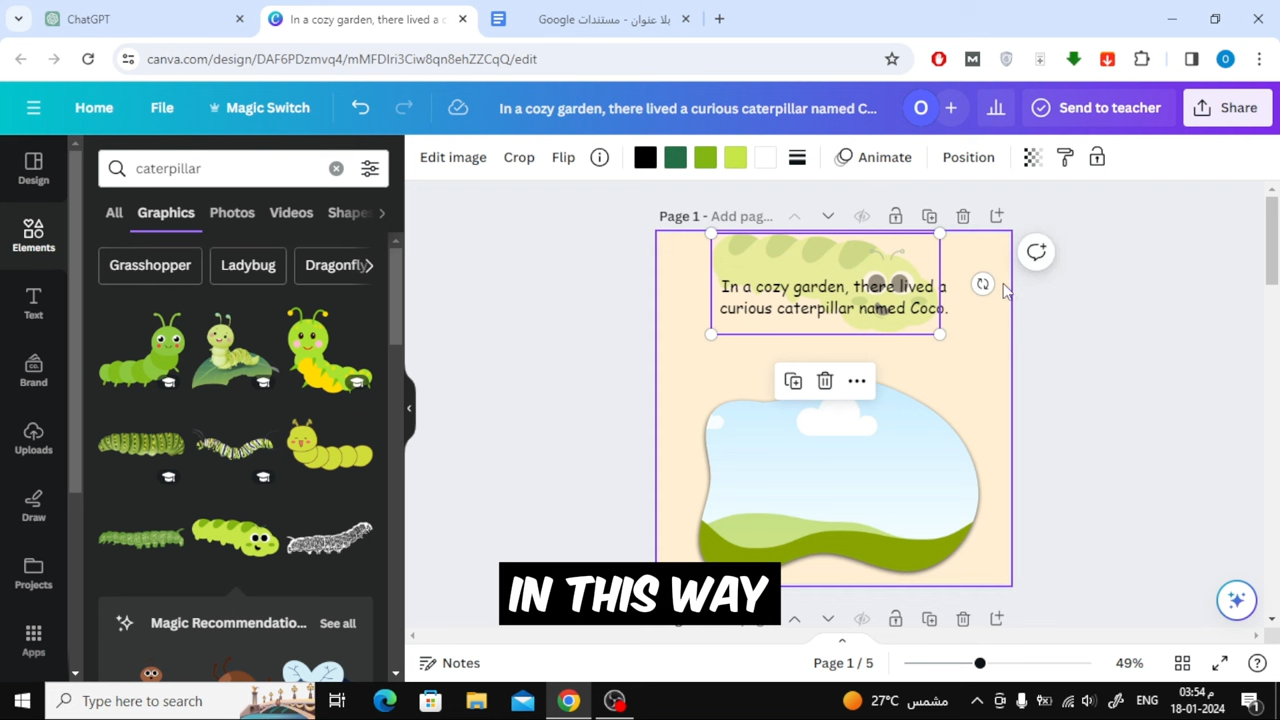 ChatGPT
In a cozy garden, there lived a c
بلا عنوان - مستندات Google
canva.com/design/DAF6PDzmvq4/mMFDIri3Ciw8qn8ehZZCqQ/edit
Home
File
Magic Switch
In a cozy garden, there lived a curious caterpillar named C...
O
Send to teacher
Share
Design
Elements
Text
Brand
Uploads
Draw
Projects
Apps
caterpillar
All
Graphics
Photos
Videos
Shape
Grasshopper
Ladybug
Dragonfly
Magic Recommendatio...
See all
Edit image
Crop
Flip
Animate
Position
Page 1 - Add pag...
In a cozy garden, there lived a
curious caterpillar named Coco.
IN THIS WAY
Notes
Page 1 / 5
49%
Type here to search
27°C مشمس
ENG
03:54 م
18-01-2024
1